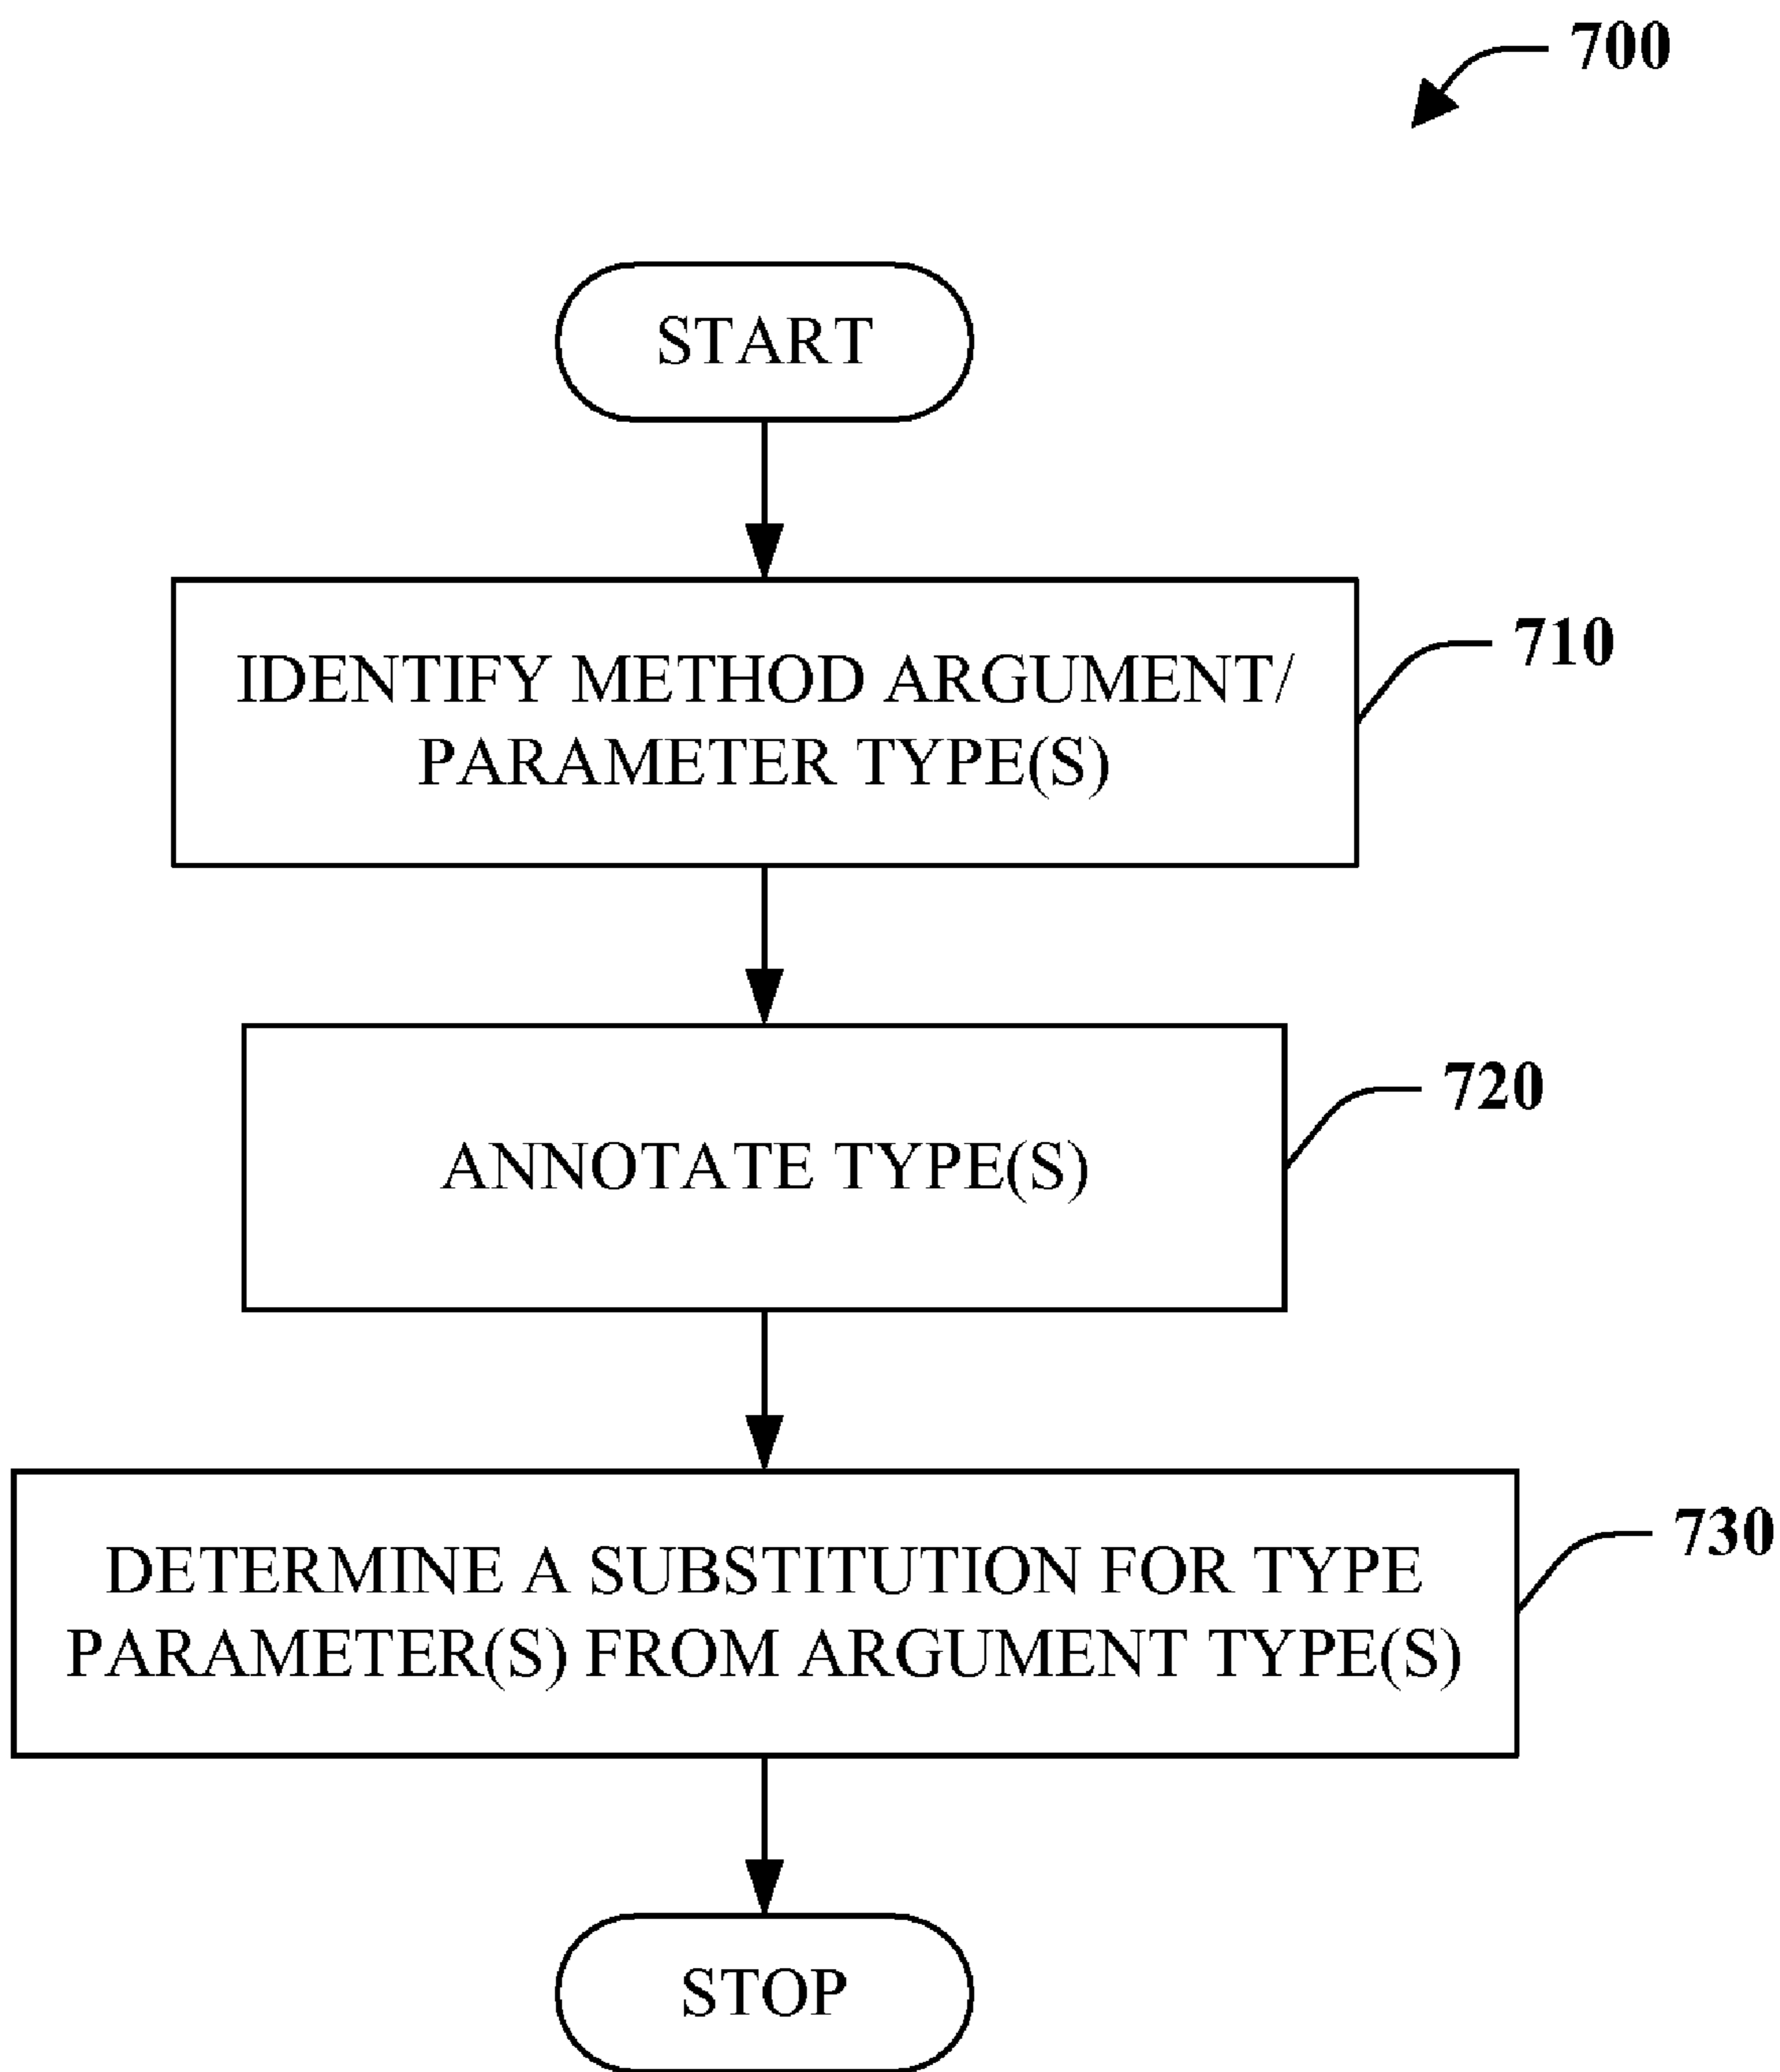 700
START
IDENTIFY METHOD ARGUMENT/
PARAMETER TYPE(S)
710
ANNOTATE TYPE(S)
720
DETERMINE A SUBSTITUTION FOR TYPE
PARAMETER(S) FROM ARGUMENT TYPE(S)
730
STOP